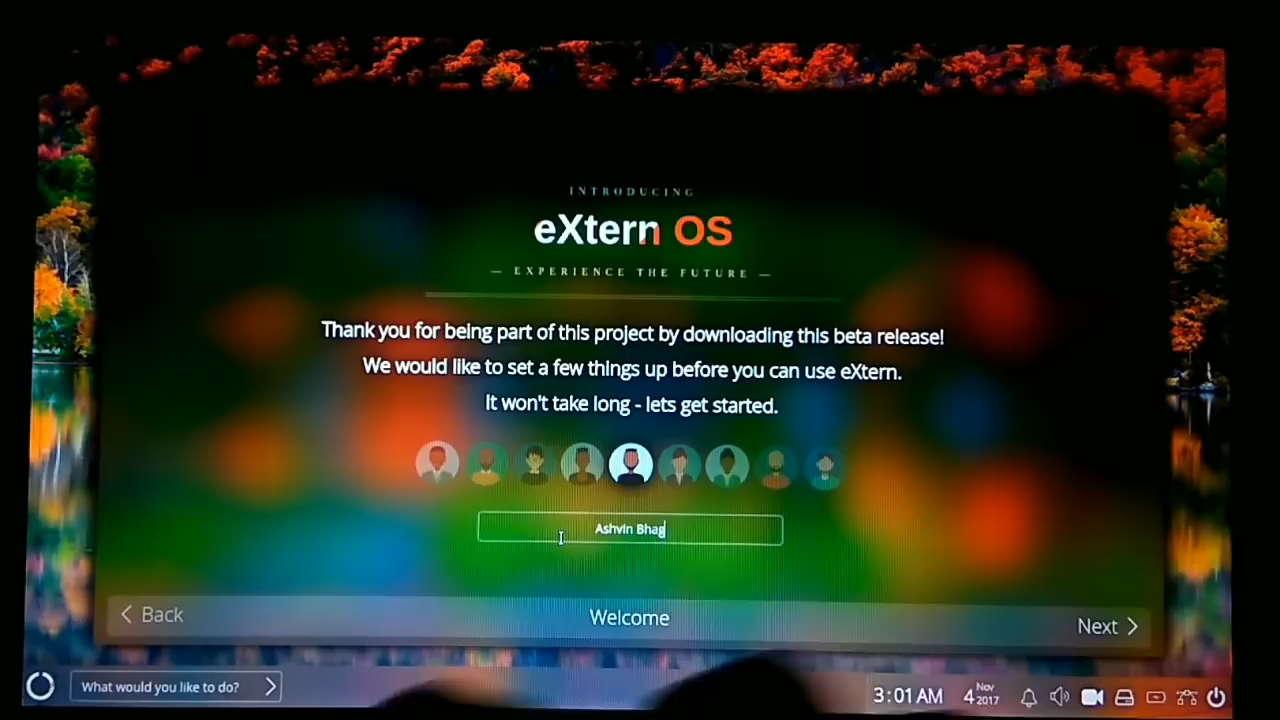 INTRODUCING
eXtern OS
— EXPERIENCE THE FUTURE —
Thank you for being part of this project by downloading this beta release!
We would like to set a few things up before you can use eXtern.
It won't take long - lets get started.
Ashvin Bhag
Back
Welcome
Next
What would you like to do?
3:01 AM
4 Nov 2017